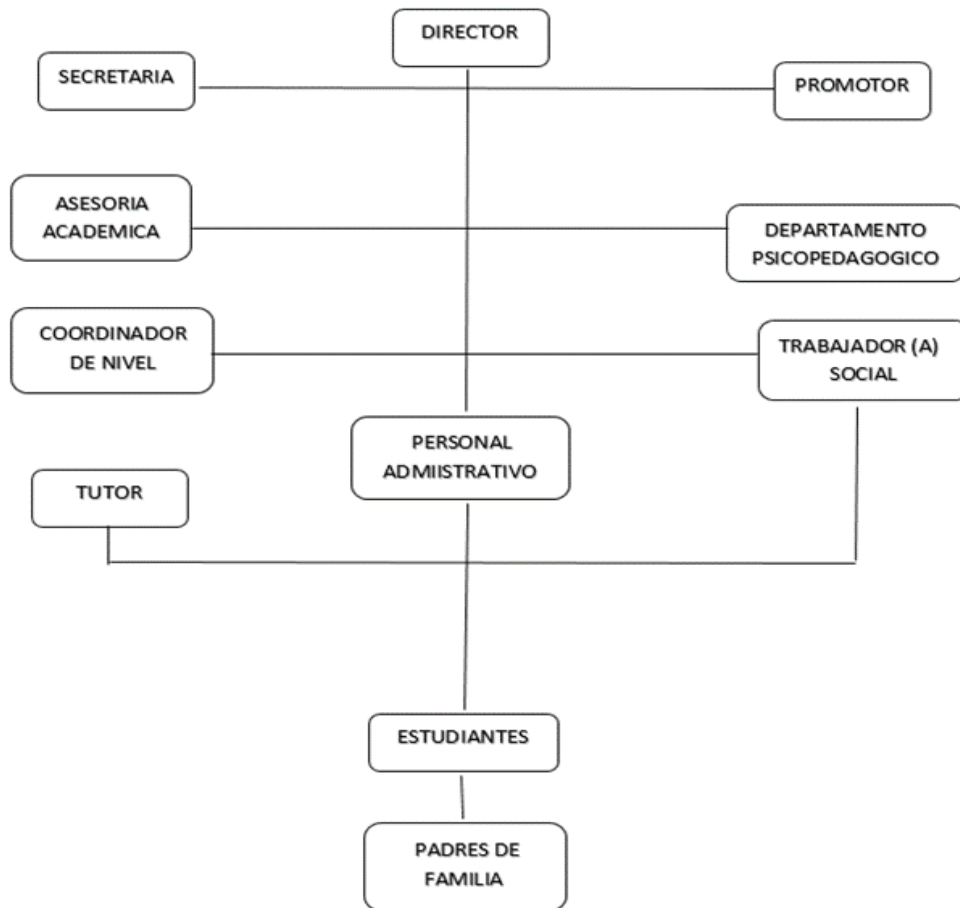 DIRECTOR
SECRETARIA
PROMOTOR
ASESORIA
ACADEMICA
DEPARTAMENTO
PSICOPEDAGOGICO
COORDINADOR
DE NIVEL
TRABAJADOR (A)
SOCIAL
PERSONAL
ADMIISTRATIVO
TUTOR
ESTUDIANTES
PADRES DE
FAMILIA